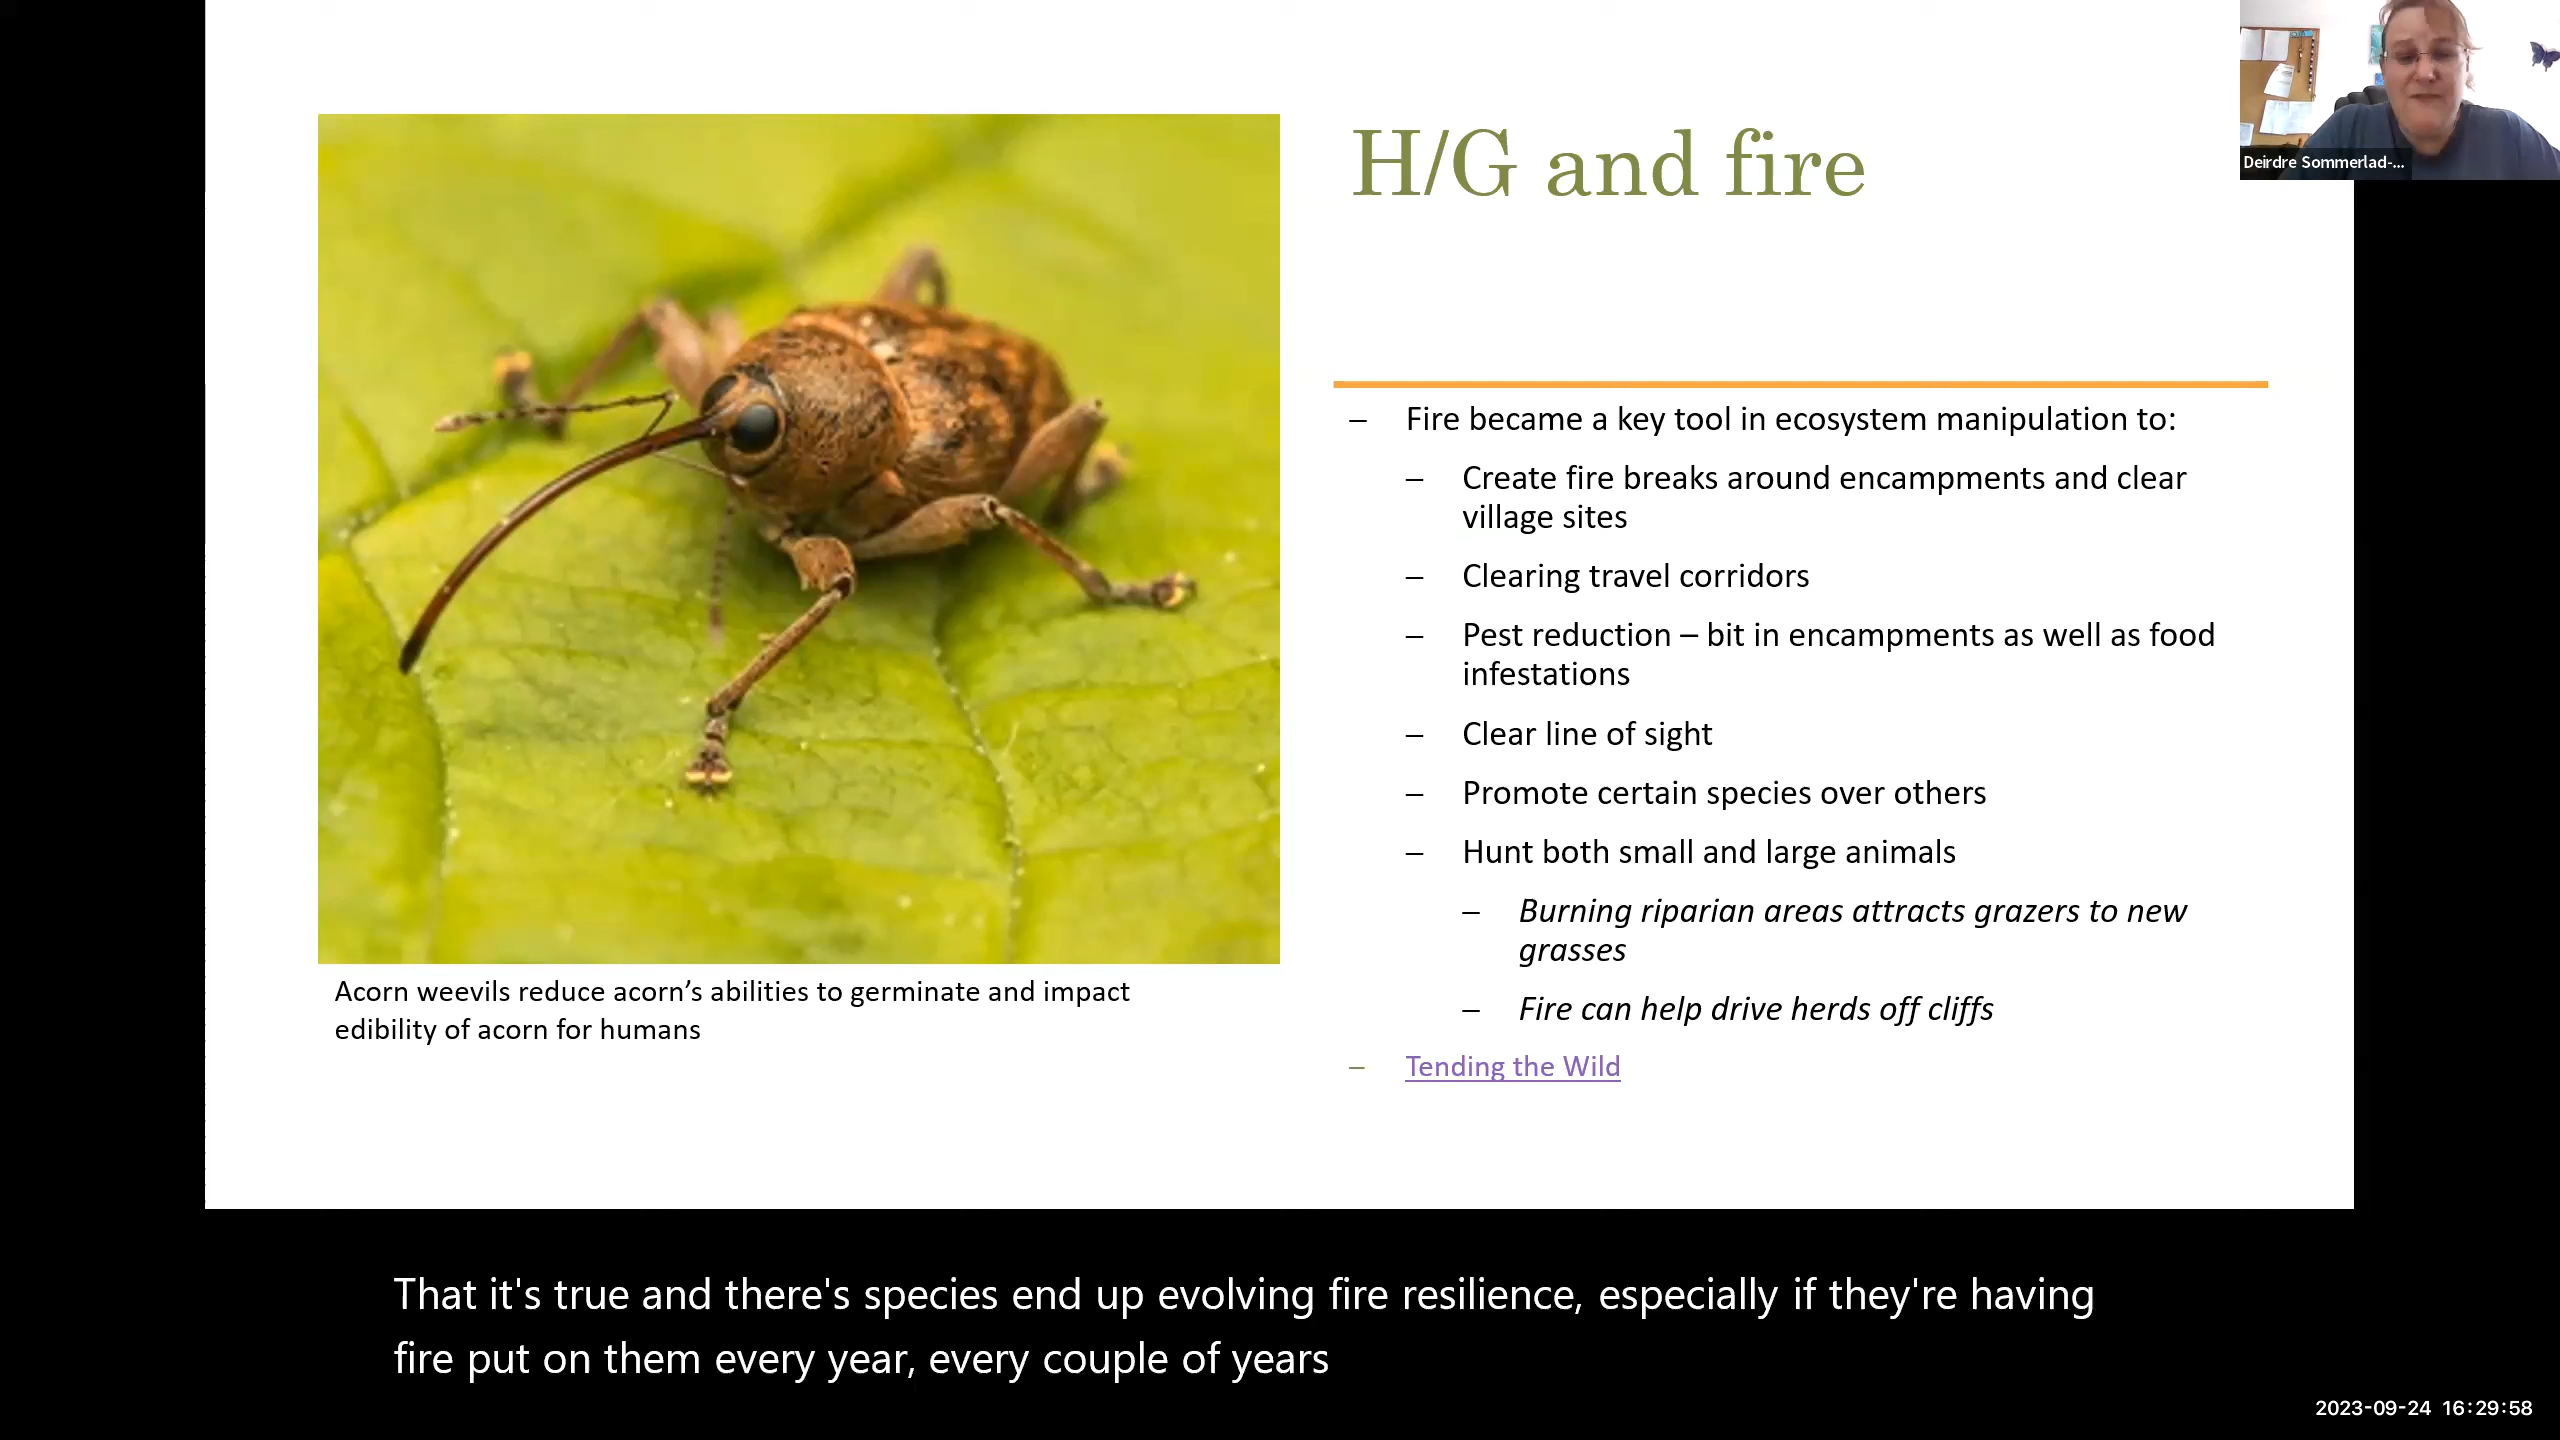 H/G and fire
Deirdre Sommerlad-...
– Fire became a key tool in ecosystem manipulation to:
– Create fire breaks around encampments and clear
village sites
– Clearing travel corridors
– Pest reduction – bit in encampments as well as food
infestations
– Clear line of sight
– Promote certain species over others
– Hunt both small and large animals
– Burning riparian areas attracts grazers to new
grasses
– Fire can help drive herds off cliffs
– Tending the Wild
Acorn weevils reduce acorn’s abilities to germinate and impact
edibility of acorn for humans
That it's true and there's species end up evolving fire resilience, especially if they're having
fire put on them every year, every couple of years
2023-09-24 16:29:58